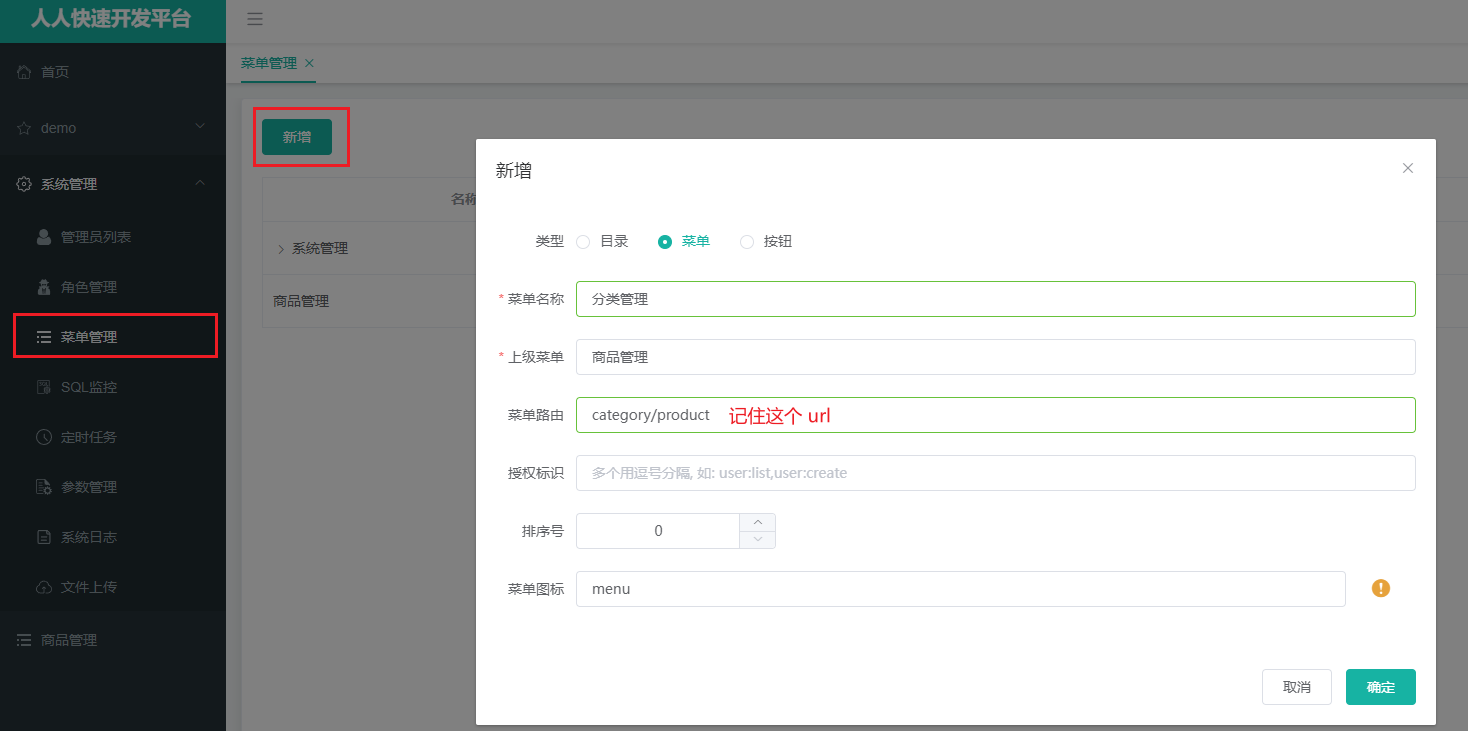 人人快速开发平台
首页
demo
系统管理
管理员列表
角色管理
菜单管理
SQL监控
定时任务
参数管理
系统日志
文件上传
商品管理
菜单管理
新增
名称
系统管理
商品管理
新增
类型 目录 菜单 按钮
* 菜单名称 分类管理
* 上级菜单 商品管理
菜单路由 category/product 记住这个 url
授权标识 多个用逗号分隔, 如: user:list,user:create
排序号 0
菜单图标 menu
取消 确定